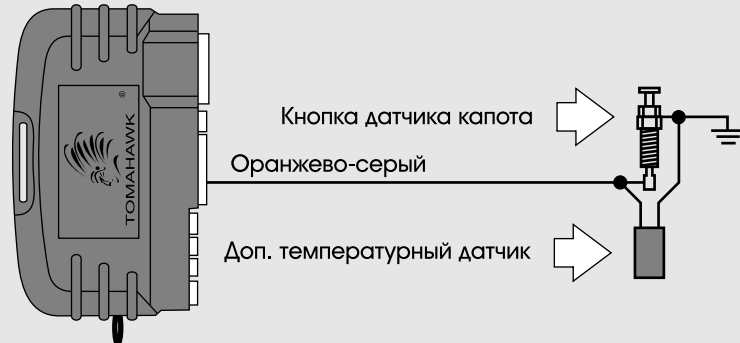 TOMAHAWK
®
Кнопка датчика капота
Оранжево-серый
Доп. температурный датчик